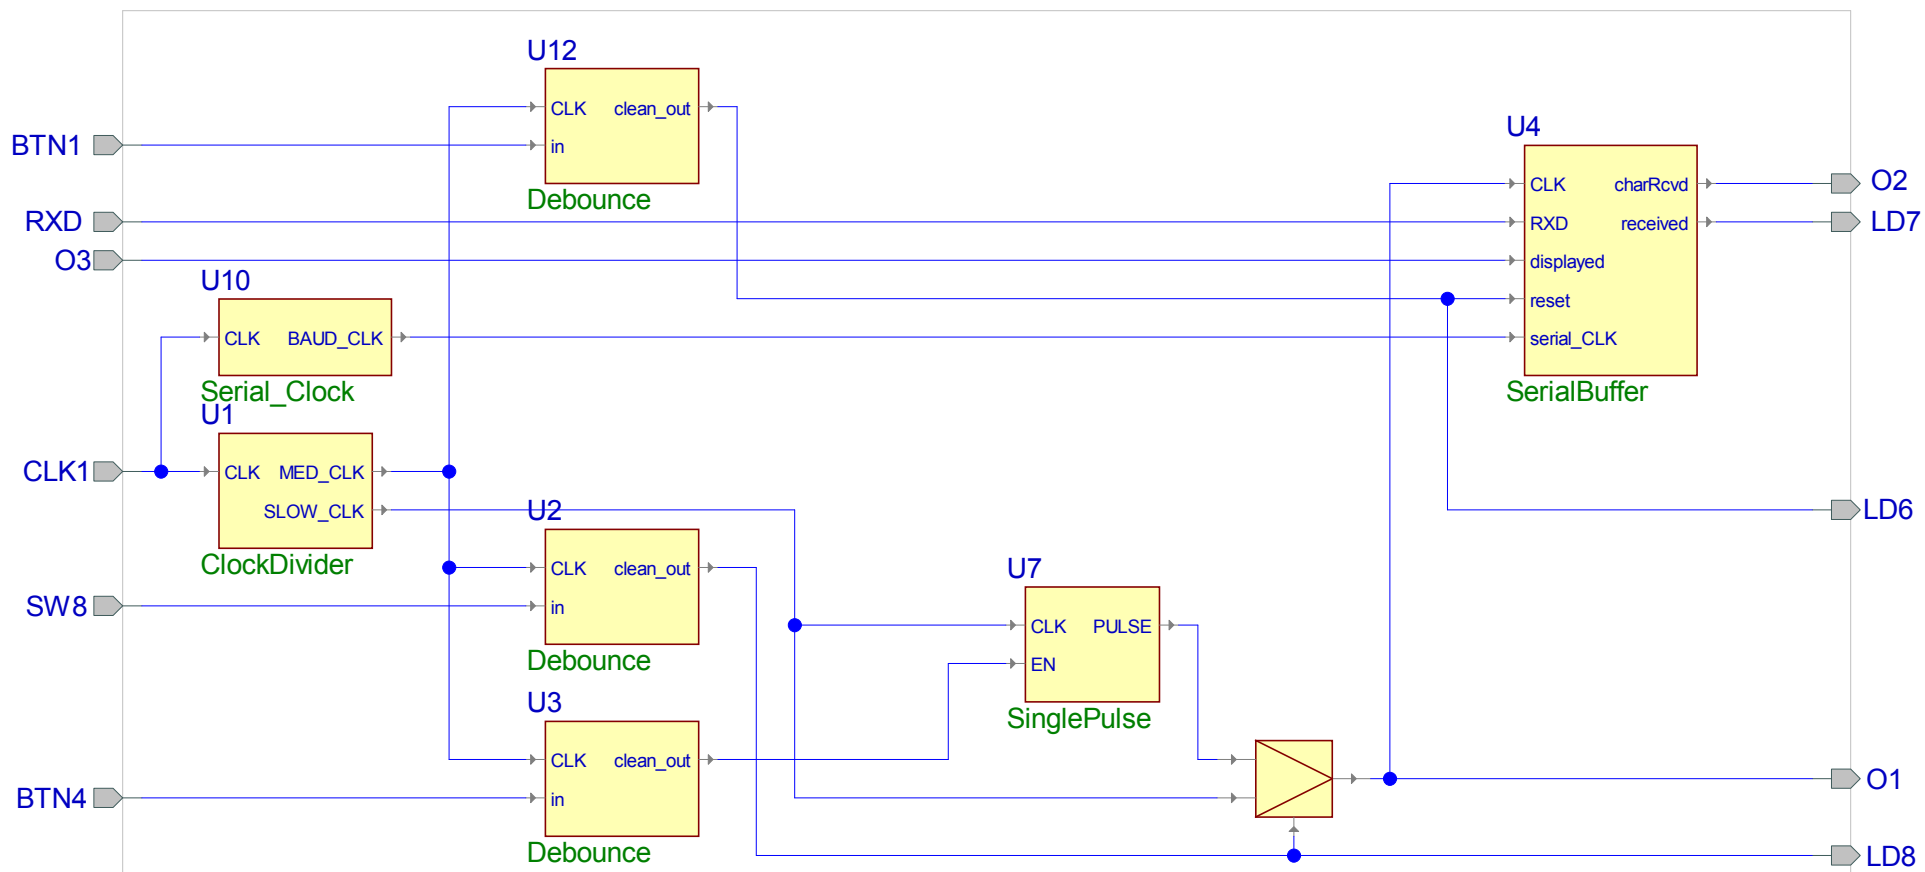 U12
CLK clean_out
BTN1
in
Debounce
U4
CLK charRcvd
O2
RXD
RXD received
LD7
O3
displayed
U10
reset
CLK BAUD_CLK
serial_CLK
Serial_Clock
SerialBuffer
U1
CLK1
CLK MED_CLK
SLOW_CLK
U2
LD6
ClockDivider
CLK clean_out
U7
SW8
in
CLK PULSE
Debounce
EN
U3
SinglePulse
CLK clean_out
BTN4
in
O1
Debounce
LD8